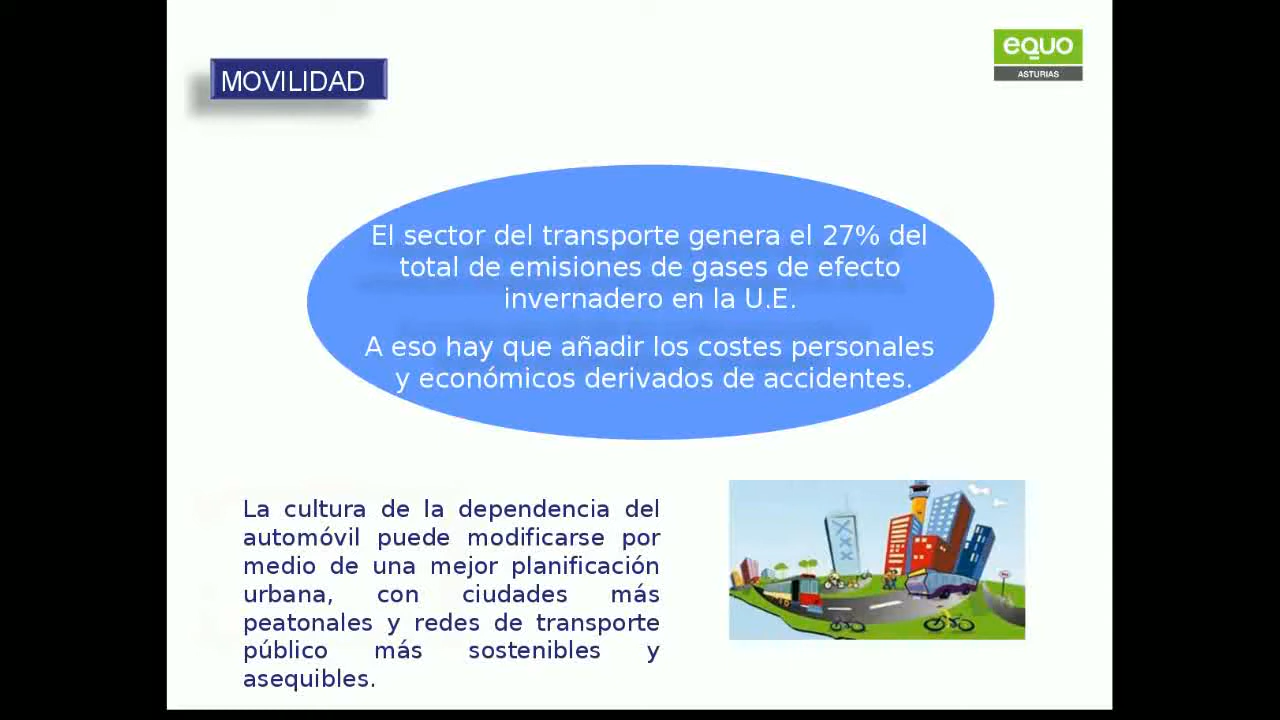 MOVILIDAD
equo
ASTURIAS
El sector del transporte genera el 27% del
total de emisiones de gases de efecto
invernadero en la U.E.
A eso hay que añadir los costes personales
y económicos derivados de accidentes.
La cultura de la dependencia del
automóvil puede modificarse por
medio de una mejor planificación
urbana, con ciudades más
peatonales y redes de transporte
público más sostenibles y
asequibles.